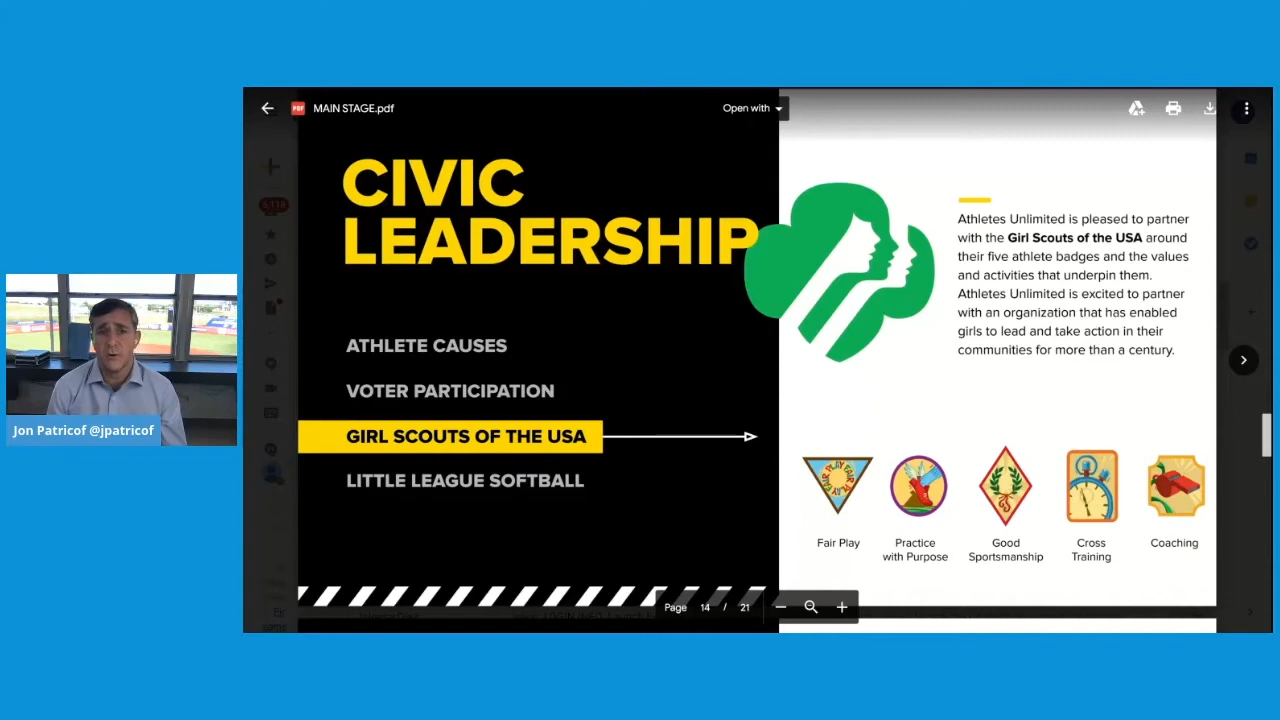 MAIN STAGE.pdf
Open with
CIVIC
LEADERSHIP
ATHLETE CAUSES
VOTER PARTICIPATION
GIRL SCOUTS OF THE USA
LITTLE LEAGUE SOFTBALL
Athletes Unlimited is pleased to partner
with the Girl Scouts of the USA around
their five athlete badges and the values
and activities that underpin them.
Athletes Unlimited is excited to partner
with an organization that has enabled
girls to lead and take action in their
communities for more than a century.
FAIR PLAY FAIR PLAY
Fair Play
Practice
with Purpose
Good
Sportsmanship
Cross
Training
Coaching
Page 14 / 21
Jon Patricof @jpatricof